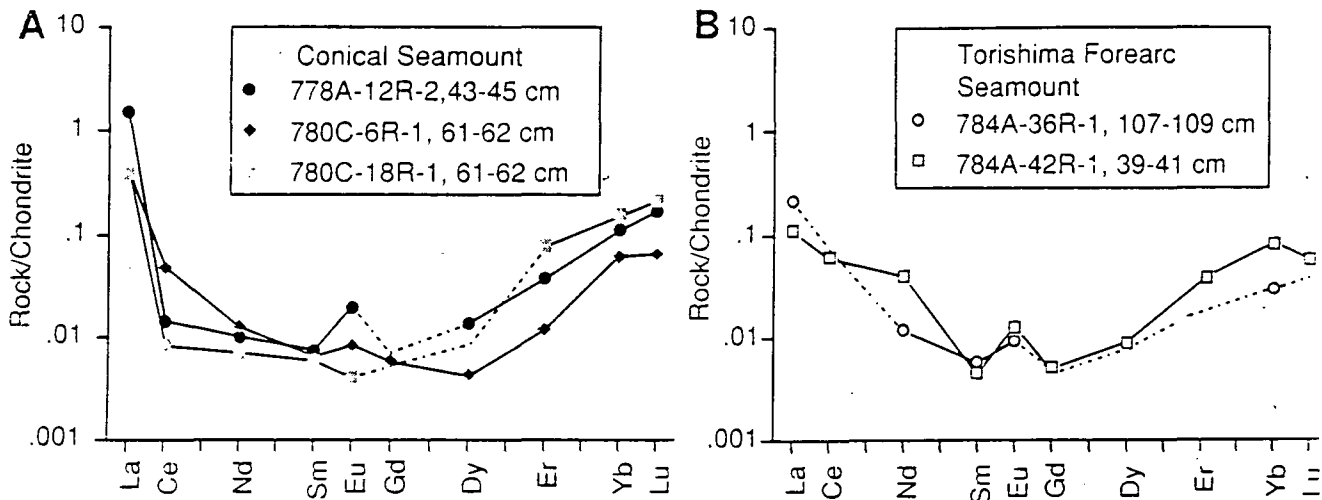 A
10
1
.1
.01
.001
Rock/Chondrite
Conical Seamount
778A-12R-2,43-45 cm
780C-6R-1, 61-62 cm
780C-18R-1, 61-62 cm
La Ce Nd Sm Eu Gd Dy Er Yb Lu
B
10
1
.1
.01
.001
Rock/Chondrite
Torishima Forearc
Seamount
784A-36R-1, 107-109 cm
784A-42R-1, 39-41 cm
La Ce Nd Sm Eu Gd Dy Er Yb Lu